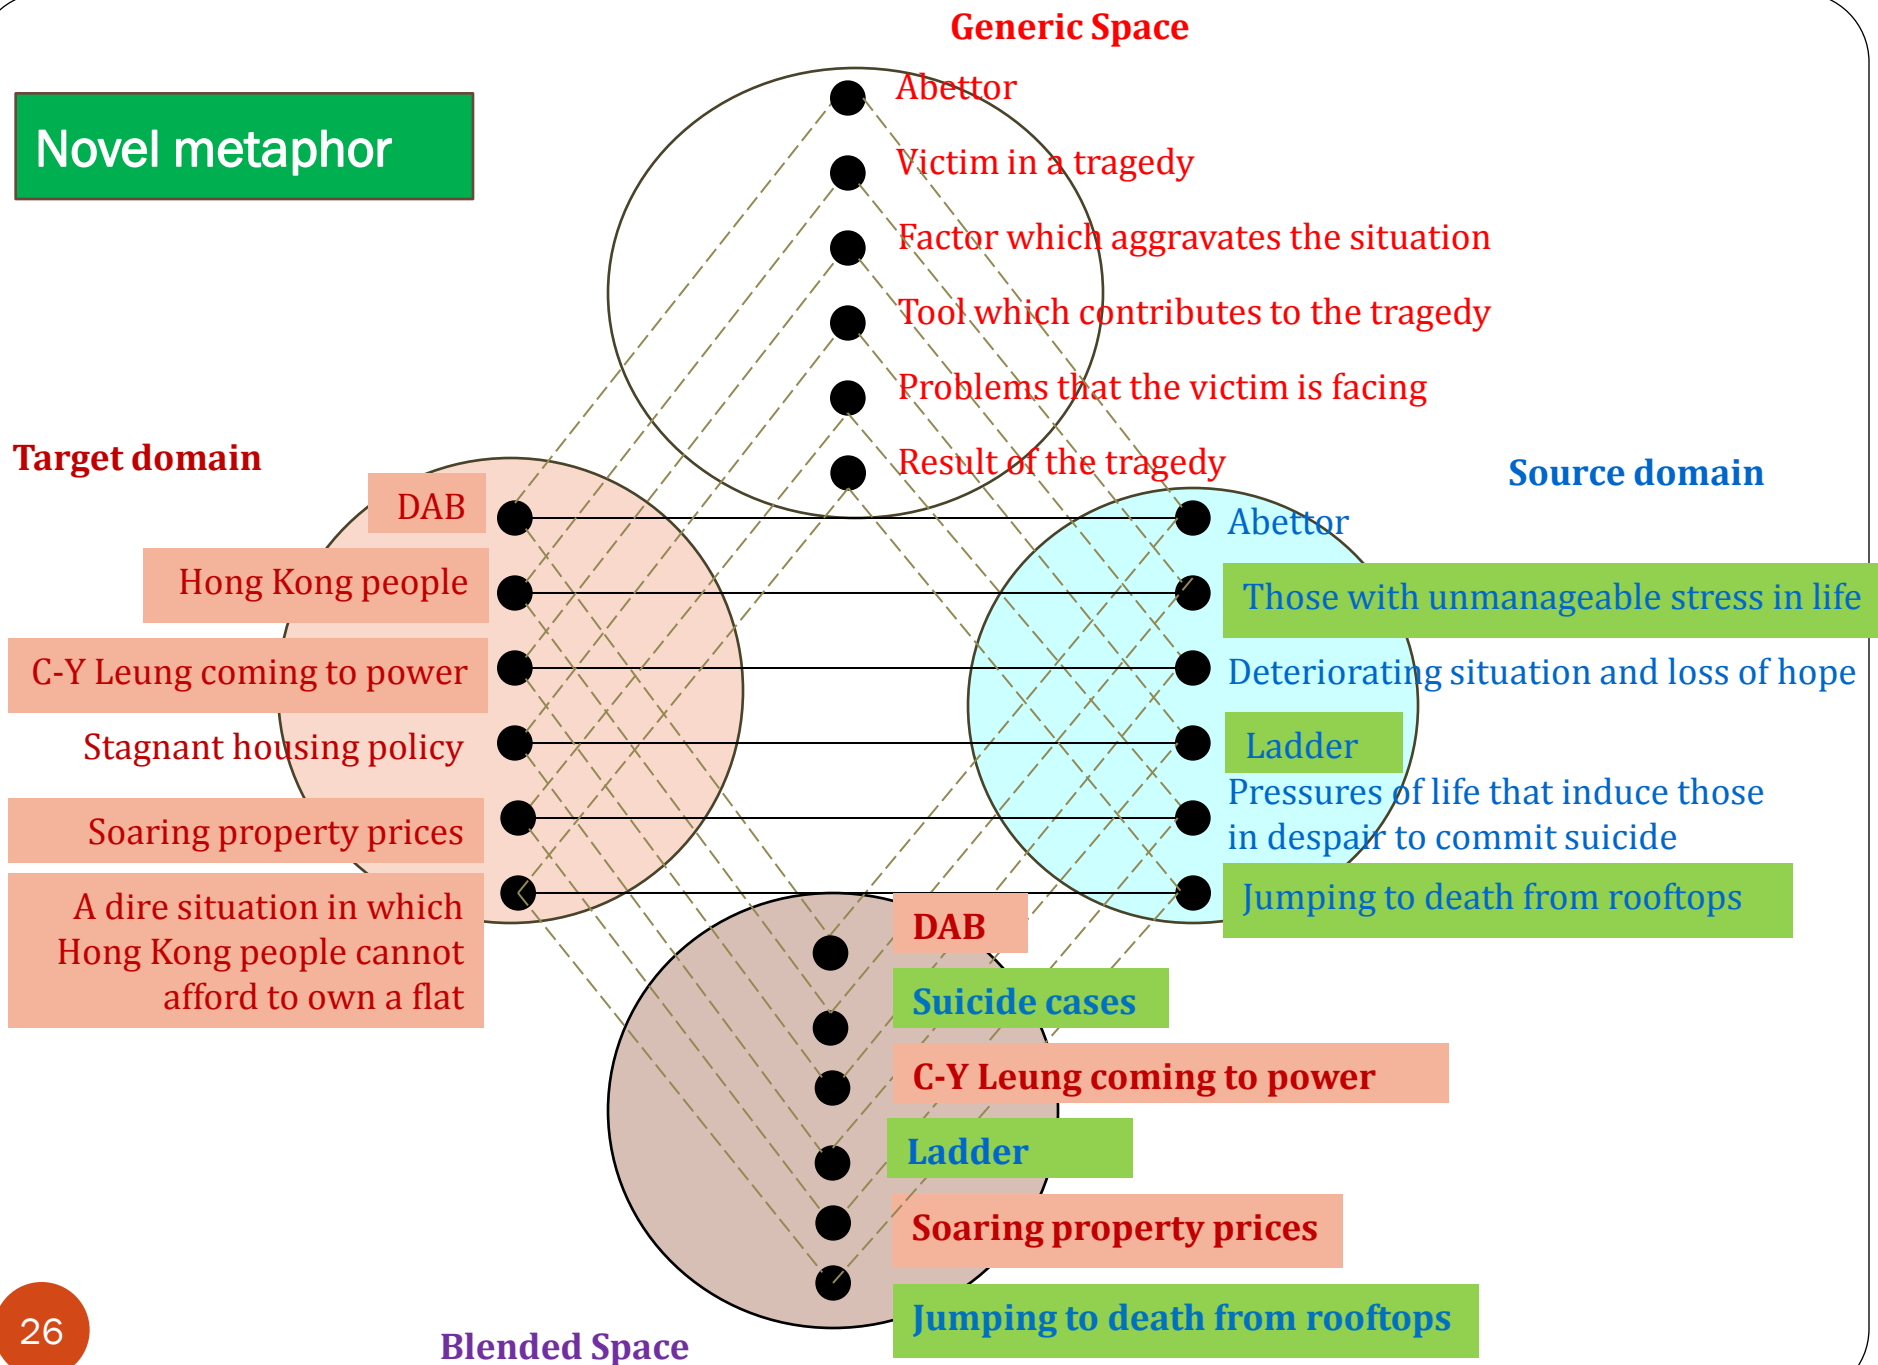 Generic Space
Novel metaphor
Abettor
Victim in a tragedy
Factor which aggravates the situation
Tool which contributes to the tragedy
Problems that the victim is facing
Result of the tragedy
Target domain
DAB
Hong Kong people
C-Y Leung coming to power
Stagnant housing policy
Soaring property prices
A dire situation in which
Hong Kong people cannot
afford to own a flat
Source domain
Abettor
Those with unmanageable stress in life
Deteriorating situation and loss of hope
Ladder
Pressures of life that induce those
in despair to commit suicide
Jumping to death from rooftops
DAB
Suicide cases
C-Y Leung coming to power
Ladder
Soaring property prices
Jumping to death from rooftops
Blended Space
26